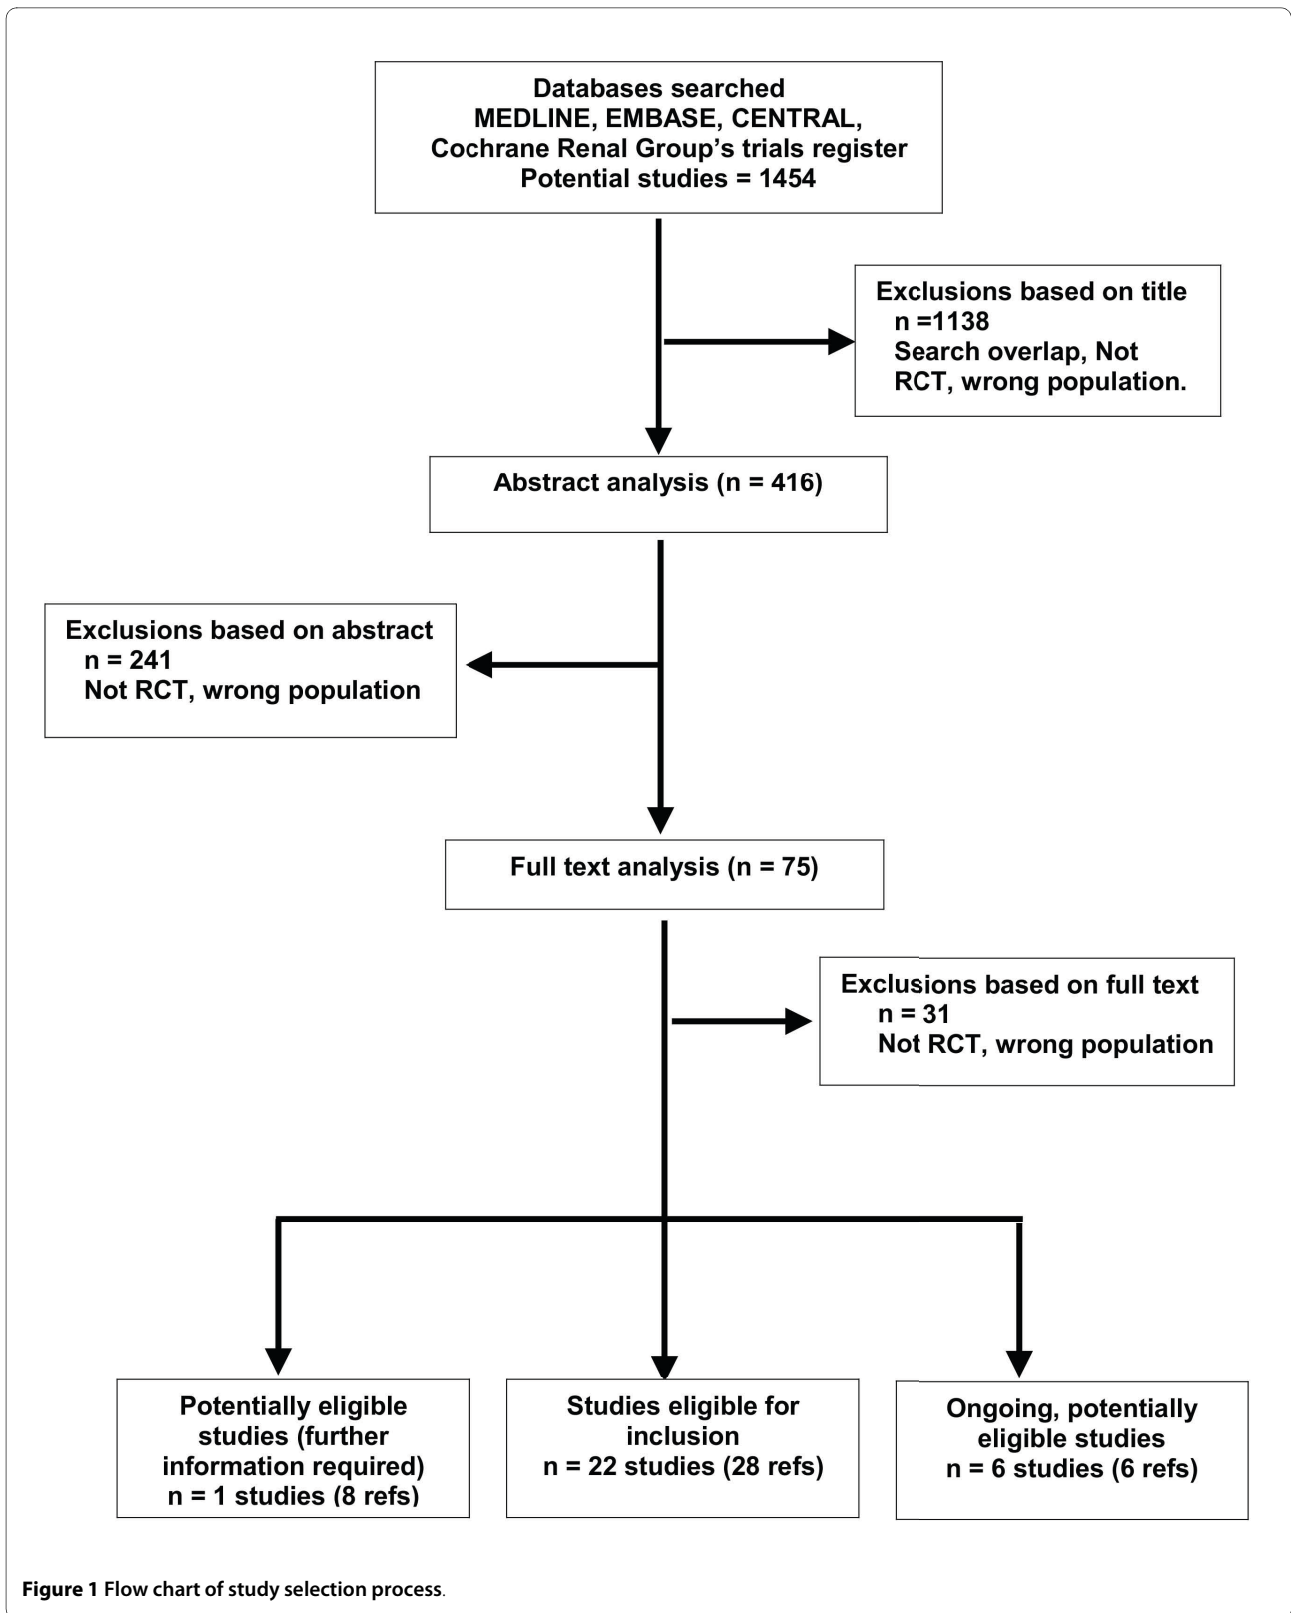 Databases searched
MEDLINE, EMBASE, CENTRAL,
Cochrane Renal Group’s trials register
Potential studies = 1454
Exclusions based on title
n =1138
Search overlap, Not
RCT, wrong population.
Abstract analysis (n = 416)
Exclusions based on abstract
n = 241
Not RCT, wrong population
Full text analysis (n = 75)
Exclusions based on full text
n = 31
Not RCT, wrong population
Potentially eligible
studies (further
information required)
n = 1 studies (8 refs)
Studies eligible for
inclusion
n = 22 studies (28 refs)
Ongoing, potentially
eligible studies
n = 6 studies (6 refs)
Figure 1 Flow chart of study selection process.